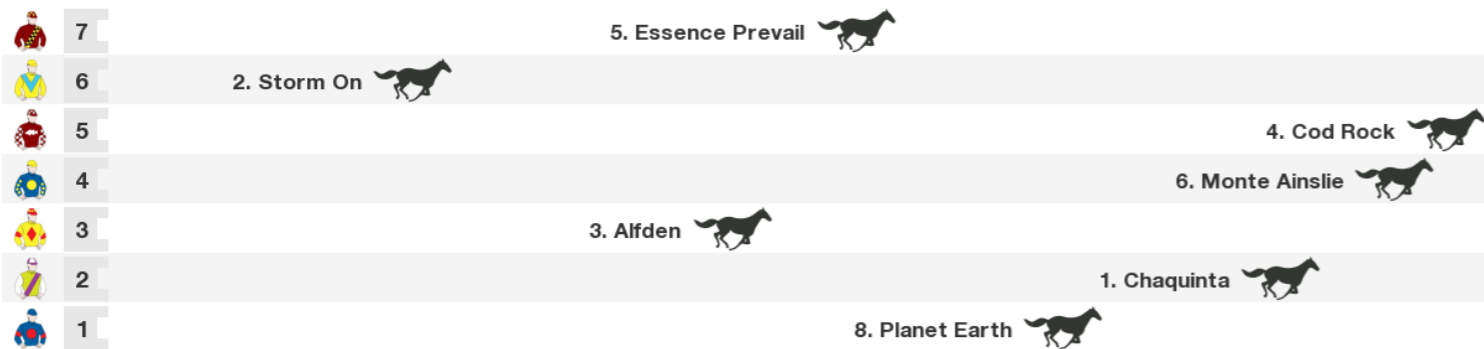 7 5. Essence Prevail
6 2. Storm On
5 4. Cod Rock
4 6. Monte Ainslie
3 3. Alfden
2 1. Chaquinta
1 8. Planet Earth